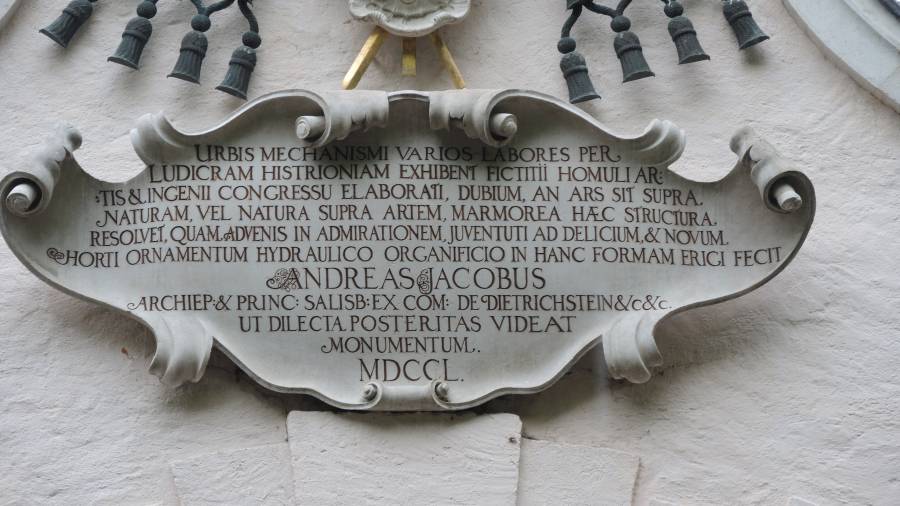 URBIS MECHANISMI VARIOS LABORES PER
LUDICRAM HISTRIONIAM EXHIBENT FICTITII HOMULI AR:
:TIS & INGENII CONGRESSU ELABORATI, DUBIUM, AN ARS SIT SUPRA.
NATURAM, VEL NATURA SUPRA ARTEM, MARMOREA HÆC STRUCTURA.
RESOLVET, QUAM ADVENIS IN ADMIRATIONEM, JUVENTUTI AD DELICIUM, & NOVUM.
HORTI ORNAMENTUM HYDRAULICO ORGANIFICIO IN HANC FORMAM ERIGI FECIT
ANDREAS JACOBUS
ARCHIEP: & PRINC: SALISB: EX COM: DE DIETRICHSTEIN &c &c.
UT DILECTA POSTERITAS VIDEAT
MONUMENTUM.
MDCCL.